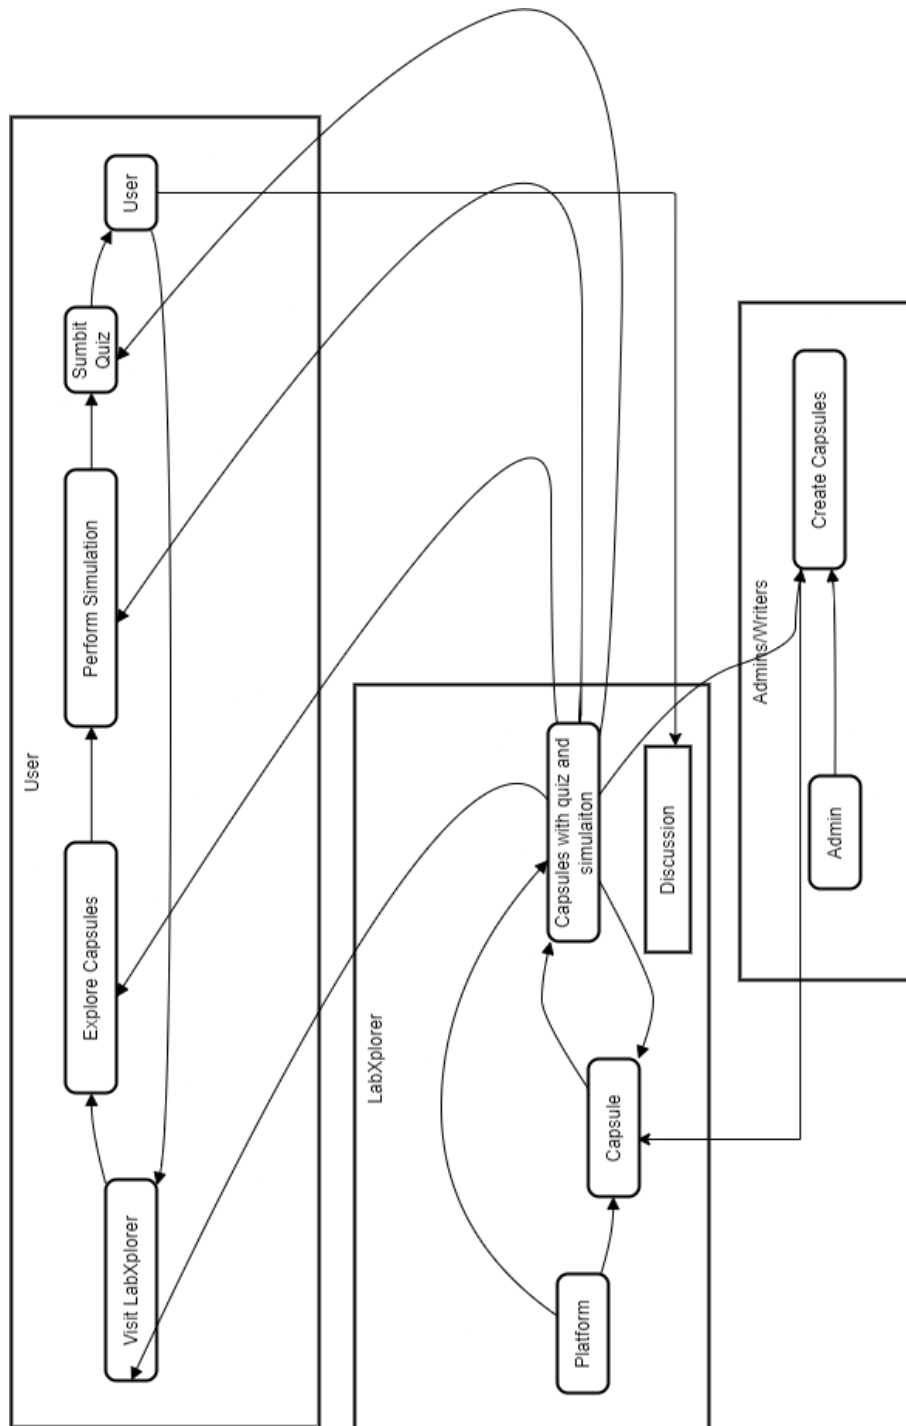 User
Visit LabXplorer
Explore Capsules
Perform Simulation
Sumbit
Quiz
User
LabXplorer
Platform
Capsule
Capsules with quiz and
simulaiton
Discussion
Admins/Writers
Admin
Create Capsules